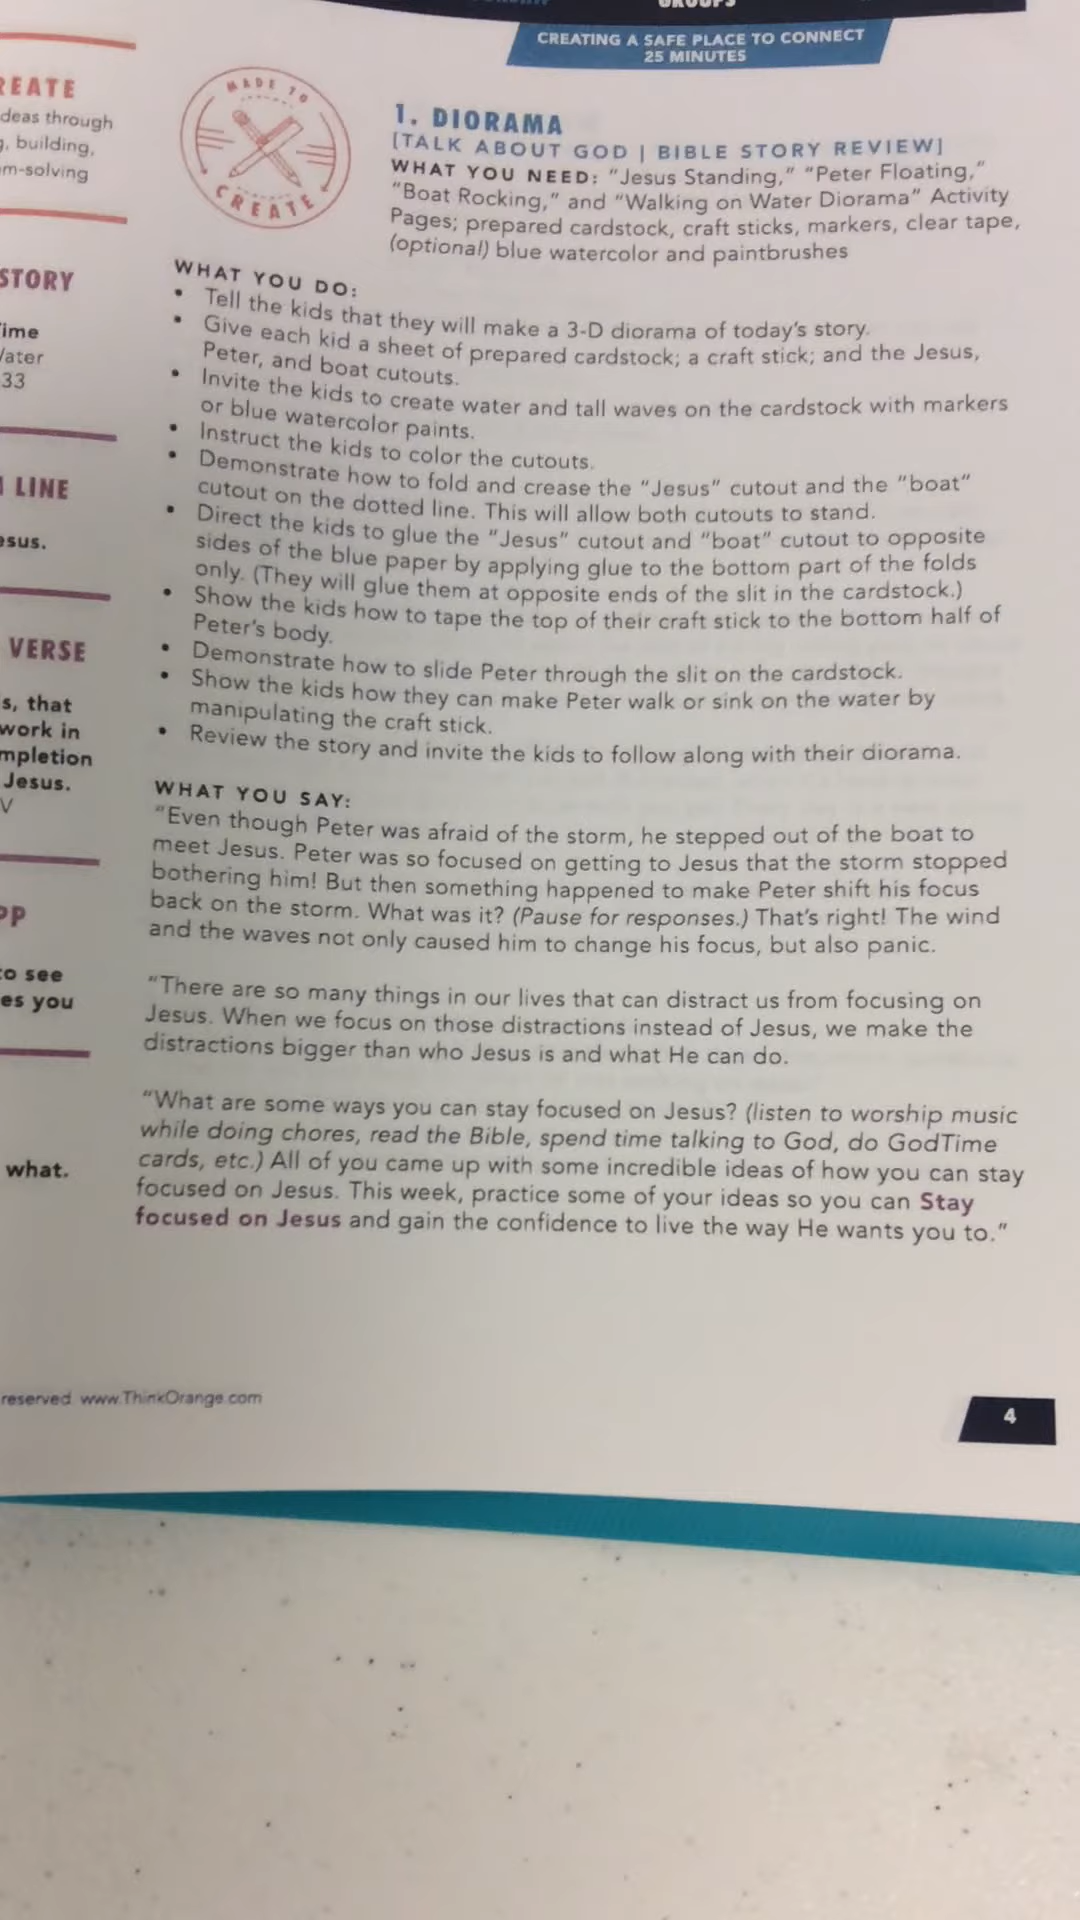 GROUPS
CREATING A SAFE PLACE TO CONNECT
25 MINUTES
REATE
deas through
g, building,
m-solving
STORY
ime
Vater
33
LINE
esus.
VERSE
s, that
work in
mpletion
Jesus.
V
PP
to see
es you
what.
MADE TO
CREATE
1. DIORAMA
[TALK ABOUT GOD | BIBLE STORY REVIEW]
WHAT YOU NEED: "Jesus Standing," "Peter Floating,"
"Boat Rocking," and "Walking on Water Diorama" Activity
Pages; prepared cardstock, craft sticks, markers, clear tape,
(optional) blue watercolor and paintbrushes
WHAT YOU DO:
• Tell the kids that they will make a 3-D diorama of today's story.
• Give each kid a sheet of prepared cardstock; a craft stick; and the Jesus,
Peter, and boat cutouts.
• Invite the kids to create water and tall waves on the cardstock with markers
or blue watercolor paints.
• Instruct the kids to color the cutouts.
• Demonstrate how to fold and crease the "Jesus" cutout and the "boat"
cutout on the dotted line. This will allow both cutouts to stand.
• Direct the kids to glue the "Jesus" cutout and "boat" cutout to opposite
sides of the blue paper by applying glue to the bottom part of the folds
only. (They will glue them at opposite ends of the slit in the cardstock.)
• Show the kids how to tape the top of their craft stick to the bottom half of
Peter's body.
• Demonstrate how to slide Peter through the slit on the cardstock.
• Show the kids how they can make Peter walk or sink on the water by
manipulating the craft stick.
• Review the story and invite the kids to follow along with their diorama.
WHAT YOU SAY:
"Even though Peter was afraid of the storm, he stepped out of the boat to
meet Jesus. Peter was so focused on getting to Jesus that the storm stopped
bothering him! But then something happened to make Peter shift his focus
back on the storm. What was it? (Pause for responses.) That's right! The wind
and the waves not only caused him to change his focus, but also panic.
"There are so many things in our lives that can distract us from focusing on
Jesus. When we focus on those distractions instead of Jesus, we make the
distractions bigger than who Jesus is and what He can do.
"What are some ways you can stay focused on Jesus? (listen to worship music
while doing chores, read the Bible, spend time talking to God, do GodTime
cards, etc.) All of you came up with some incredible ideas of how you can stay
focused on Jesus. This week, practice some of your ideas so you can Stay
focused on Jesus and gain the confidence to live the way He wants you to."
reserved. www.ThinkOrange.com
4